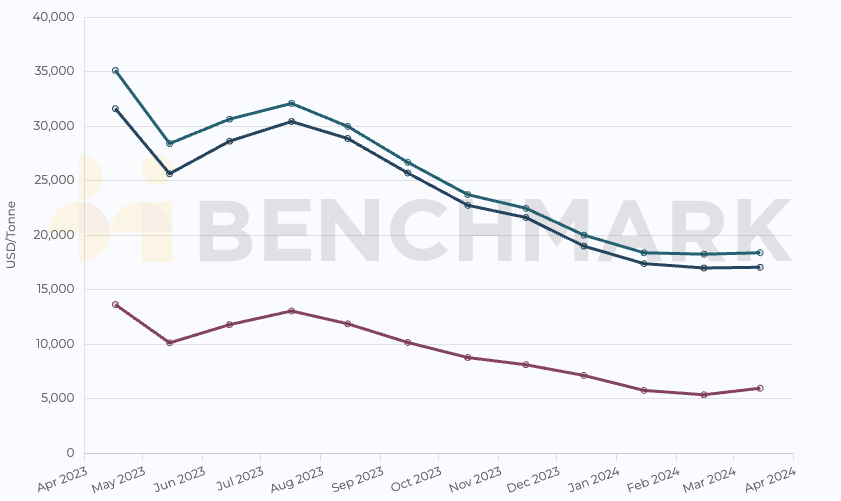 40,000
35,000
30,000
25,000
20,000
15,000
10,000
5,000
0
USD/Tonne
BENCHMARK
Apr 2023
May 2023
Jun 2023
Jul 2023
Aug 2023
Sep 2023
Oct 2023
Nov 2023
Dec 2023
Jan 2024
Feb 2024
Mar 2024
Apr 2024